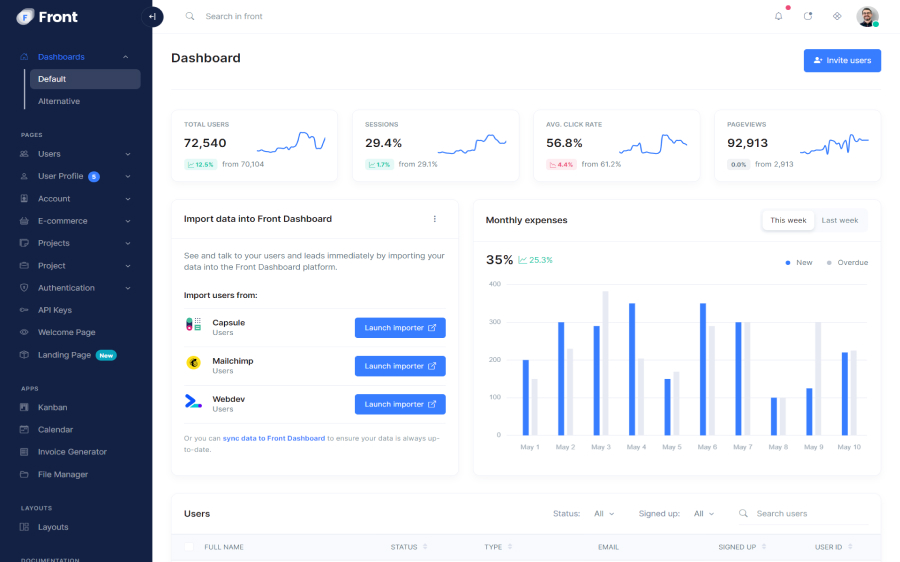 Front
Search in front
Dashboards
Default
Alternative
PAGES
Users
User Profile 5
Account
E-commerce
Projects
Project
Authentication
API Keys
Welcome Page
Landing Page New
APPS
Kanban
Calendar
Invoice Generator
File Manager
LAYOUTS
Layouts
DOCUMENTATION
Dashboard
Invite users
TOTAL USERS
72,540
12.5% from 70,104
SESSIONS
29.4%
1.7% from 29.1%
AVG. CLICK RATE
56.8%
4.4% from 61.2%
PAGEVIEWS
92,913
0.0% from 2,913
Import data into Front Dashboard
See and talk to your users and leads immediately by importing your
data into the Front Dashboard platform.
Import users from:
Capsule
Users
Launch importer
Mailchimp
Users
Launch importer
Webdev
Users
Launch importer
Or you can sync data to Front Dashboard to ensure your data is always up-
to-date.
Monthly expenses
This week Last week
35% 25.3%
New Overdue
400
300
200
100
0
May 1 May 2 May 3 May 4 May 5 May 6 May 7 May 8 May 9 May 10
Users
Status: All Signed up: All Search users
FULL NAME STATUS TYPE EMAIL SIGNED UP USER ID